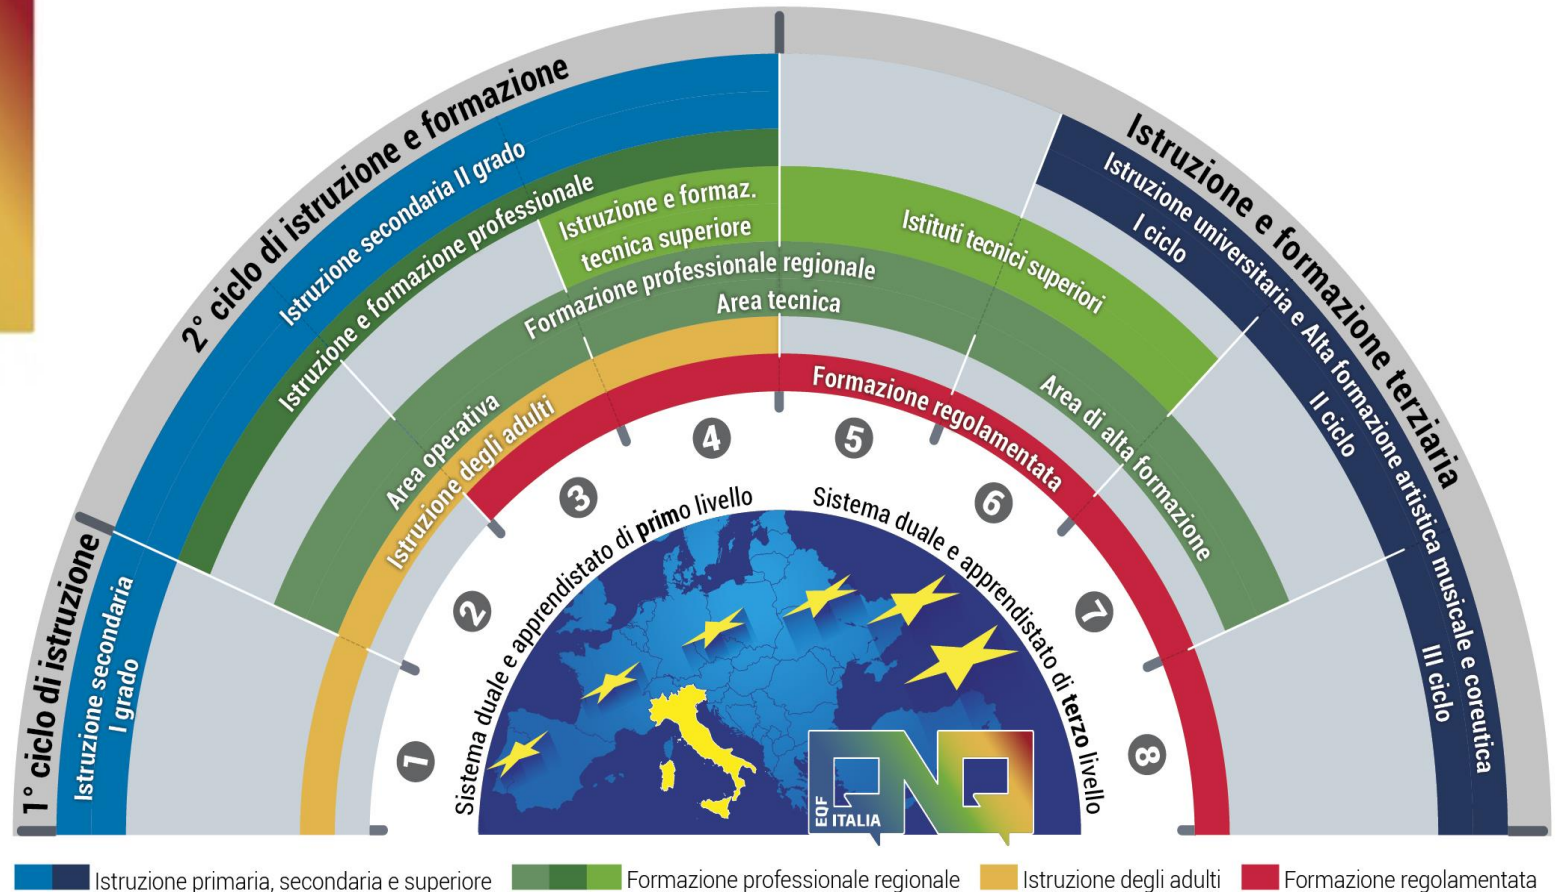 1° ciclo di istruzione
2° ciclo di istruzione e formazione
Istruzione e formazione terziaria
Istruzione secondaria
I grado
Istruzione secondaria II grado
Istruzione e formazione professionale
Istruzione e formaz.
tecnica superiore
Istituti tecnici superiori
Istruzione universitaria e Alta formazione artistica musicale e coreutica
I ciclo
II ciclo
III ciclo
Formazione professionale regionale
Area operativa
Area tecnica
Area di alta formazione
Istruzione degli adulti
Formazione regolamentata
1
2
3
4
5
6
7
8
Sistema duale e apprendistato di primo livello
Sistema duale e apprendistato di terzo livello
EQF
ITALIA
QNQ
Istruzione primaria, secondaria e superiore
Formazione professionale regionale
Istruzione degli adulti
Formazione regolamentata